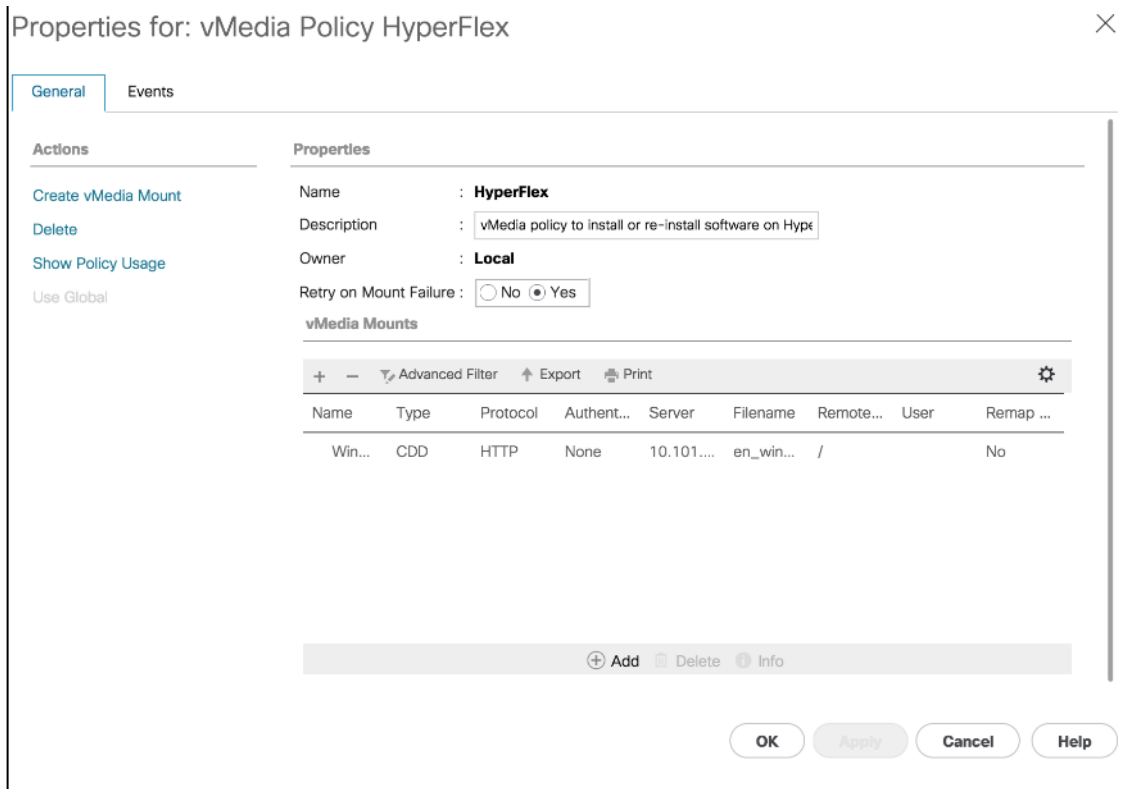 Properties for: vMedia Policy HyperFlex
General Events
Actions
Create vMedia Mount
Delete
Show Policy Usage
Use Global
Properties
Name : HyperFlex
Description : vMedia policy to install or re-install software on Hype
Owner : Local
Retry on Mount Failure : No Yes
vMedia Mounts
+ − Advanced Filter Export Print
Name Type Protocol Authent... Server Filename Remote... User Remap ...
Win... CDD HTTP None 10.101.... en_win... / No
Add Delete Info
OK Apply Cancel Help